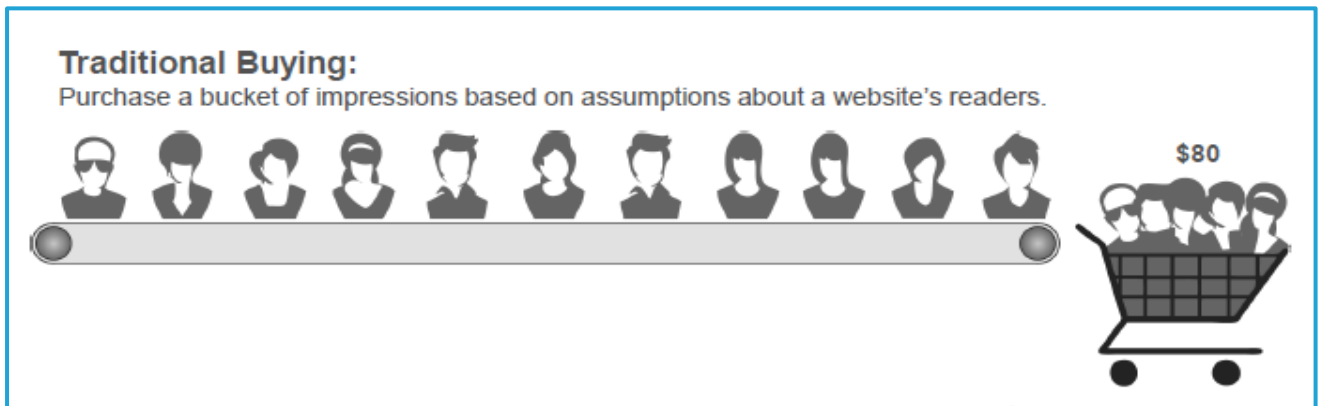 Traditional Buying:
Purchase a bucket of impressions based on assumptions about a website's readers.
$80